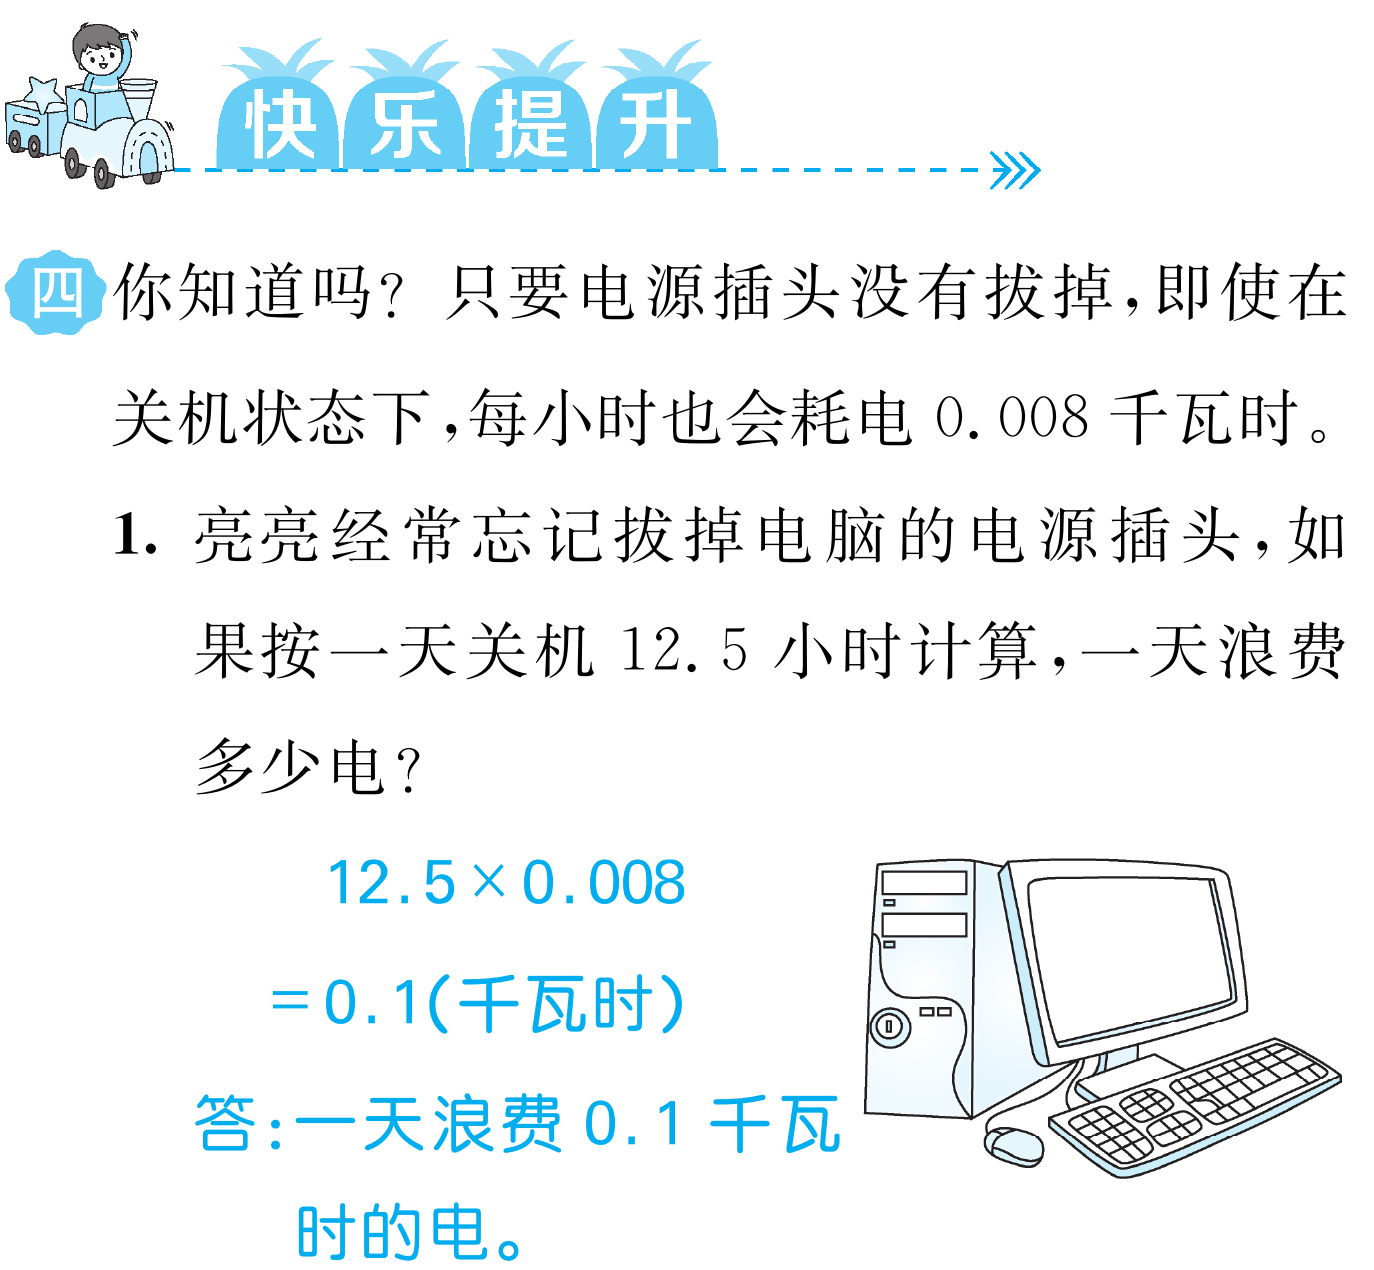 快乐提升
四 你知道吗？只要电源插头没有拔掉，即使在
关机状态下，每小时也会耗电 0.008 千瓦时。
1. 亮亮经常忘记拔掉电脑的电源插头，如
果按一天关机 12.5 小时计算，一天浪费
多少电？
12.5×0.008
=0.1(千瓦时)
答：一天浪费 0.1 千瓦
时的电。